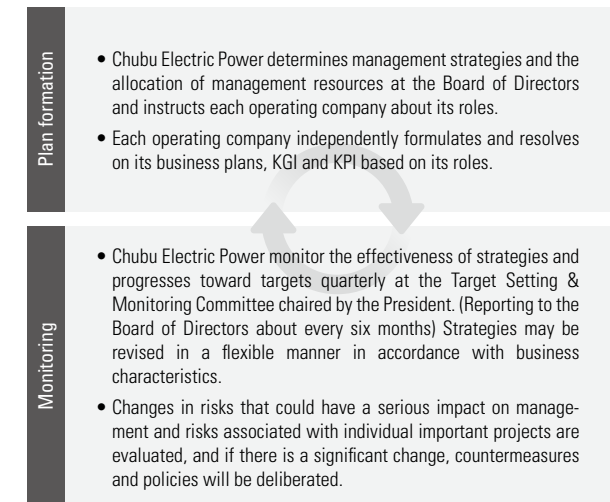 Plan formation
• Chubu Electric Power determines management strategies and the
allocation of management resources at the Board of Directors
and instructs each operating company about its roles.
• Each operating company independently formulates and resolves
on its business plans, KGI and KPI based on its roles.
Monitoring
• Chubu Electric Power monitor the effectiveness of strategies and
progresses toward targets quarterly at the Target Setting &
Monitoring Committee chaired by the President. (Reporting to the
Board of Directors about every six months) Strategies may be
revised in a flexible manner in accordance with business
characteristics.
• Changes in risks that could have a serious impact on manage-
ment and risks associated with individual important projects are
evaluated, and if there is a significant change, countermeasures
and policies will be deliberated.